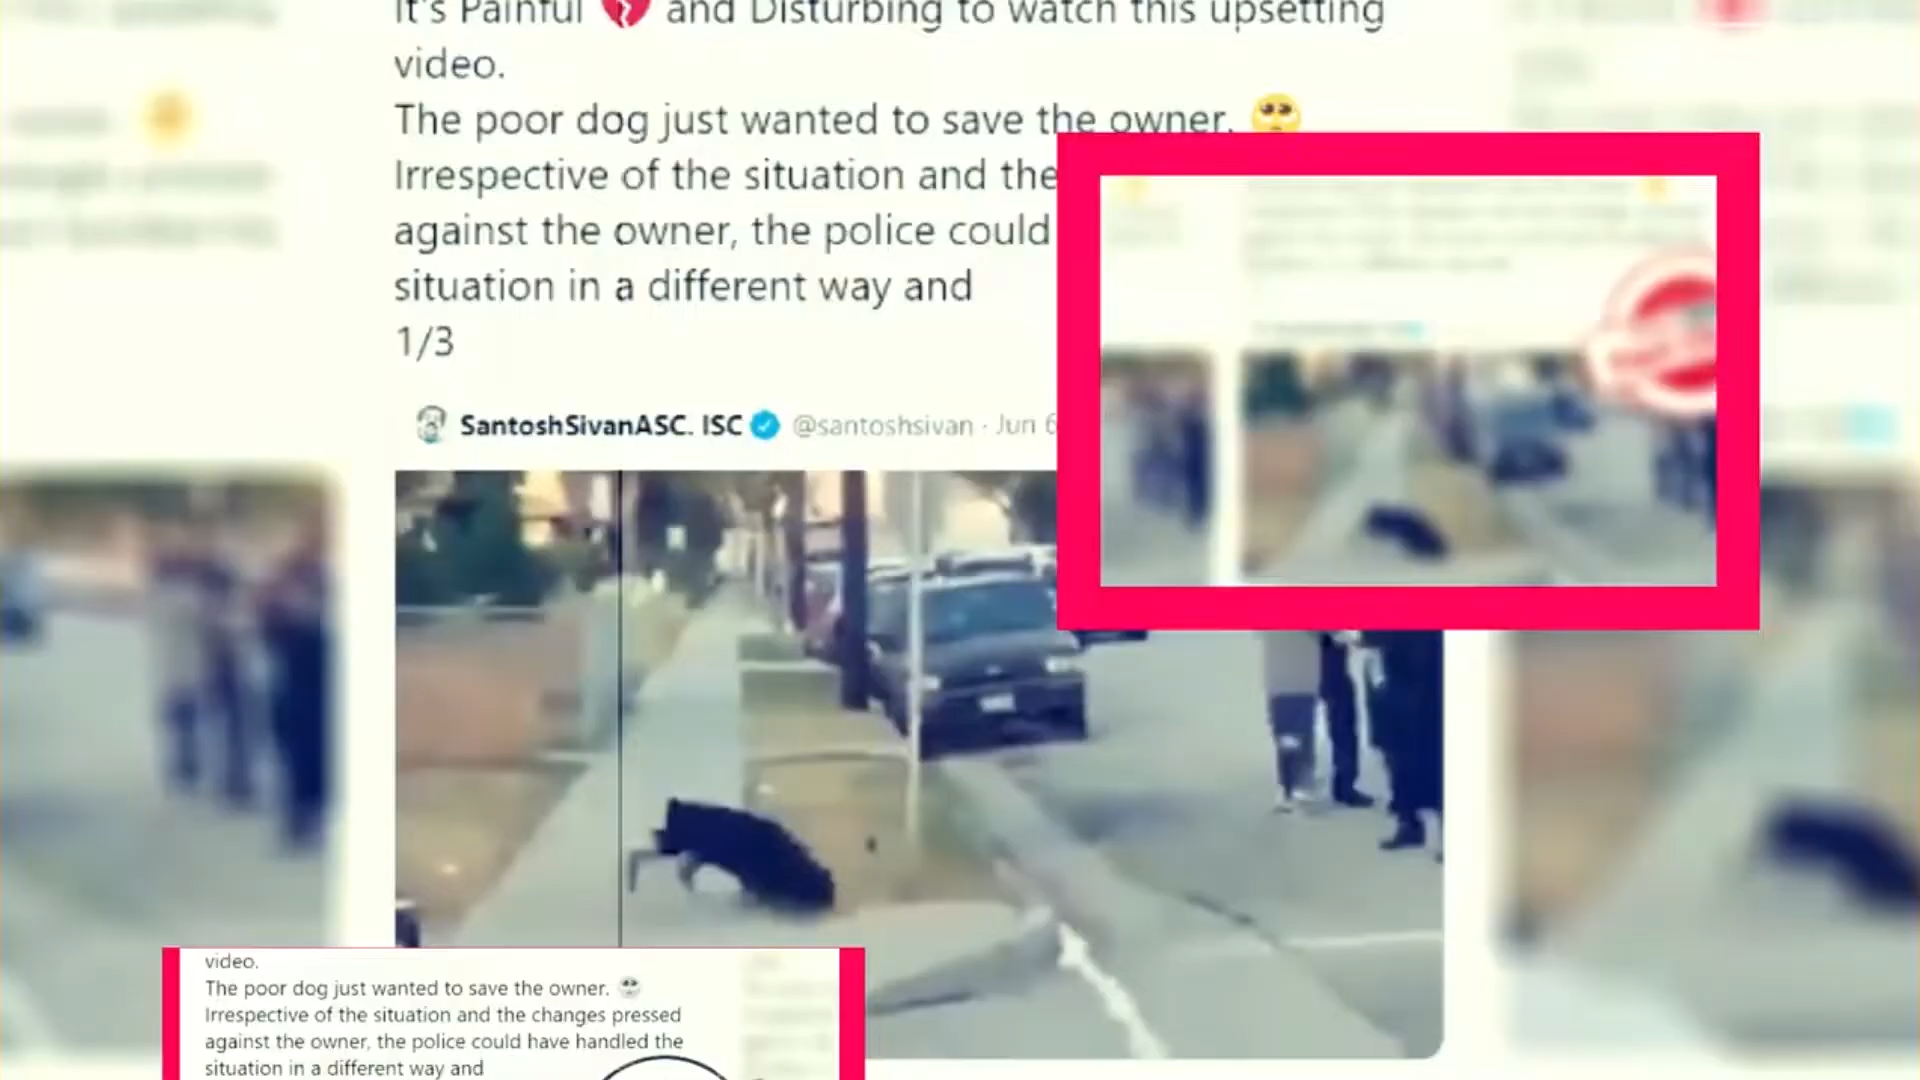 It's Painful 💔 and Disturbing to watch this upsetting
video.
The poor dog just wanted to save the owner. 🥺
Irrespective of the situation and the
against the owner, the police could
situation in a different way and
1/3
SantoshSivanASC. ISC @santoshsivan · Jun 6
video.
The poor dog just wanted to save the owner. 🥺
Irrespective of the situation and the changes pressed
against the owner, the police could have handled the
situation in a different way and